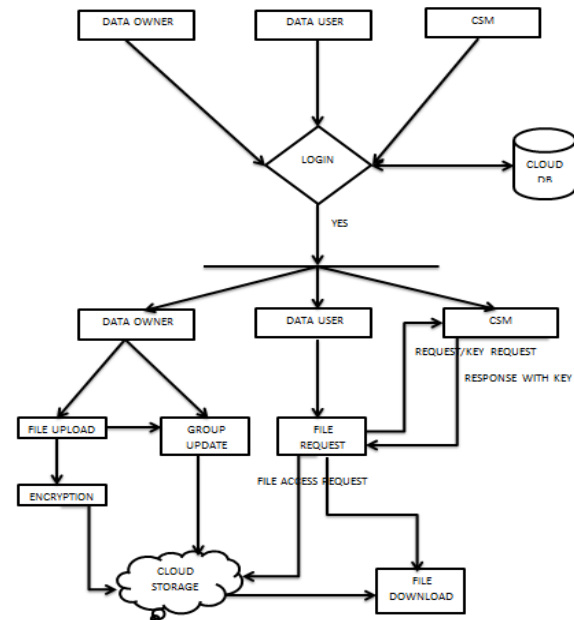 DATA OWNER
DATA USER
CSM
LOGIN
CLOUD
DB
YES
DATA OWNER
DATA USER
CSM
REQUEST/KEY REQUEST
RESPONSE WITH KEY
FILE UPLOAD
GROUP
UPDATE
FILE
REQUEST
FILE ACCESS REQUEST
ENCRYPTION
CLOUD
STORAGE
FILE
DOWNLOAD